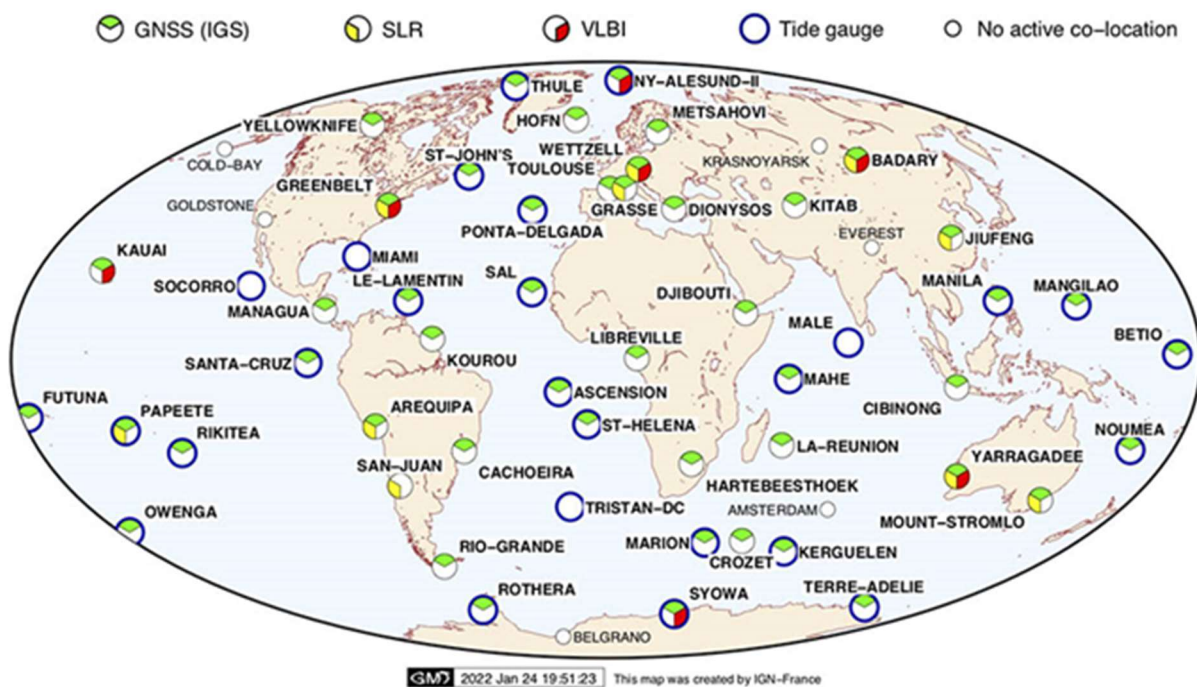 GNSS (IGS)
SLR
VLBI
Tide gauge
No active co-location
THULE
NY-ALESUND-II
HOFN
METSAHOVI
YELLOWKNIFE
COLD-BAY
ST-JOHN'S
WETTZELL
KRASNOYARSK
BADARY
TOULOUSE
GREENBELT
GOLDSTONE
GRASSE
DIONYSOS
KITAB
PONTA-DELGADA
EVEREST
JIUFENG
KAUAI
MIAMI
SOCORRO
LE-LAMENTIN
SAL
DJIBOUTI
MANILA
MANGILAO
MANAGUA
MALE
LIBREVILLE
BETIO
KOUROU
SANTA-CRUZ
MAHE
ASCENSION
FUTUNA
PAPEETE
AREQUIPA
CIBINONG
RIKITEA
ST-HELENA
NOUMEA
LA-REUNION
YARRAGADEE
SAN-JUAN
CACHOEIRA
HARTEBEESTHOEK
OWENGA
TRISTAN-DC
AMSTERDAM
MOUNT-STROMLO
RIO-GRANDE
MARION
CROZET
KERGUELEN
ROTHERA
SYOWA
TERRE-ADELIE
BELGRANO
GMT 2022 Jan 24 19:51:23 This map was created by IGN-France